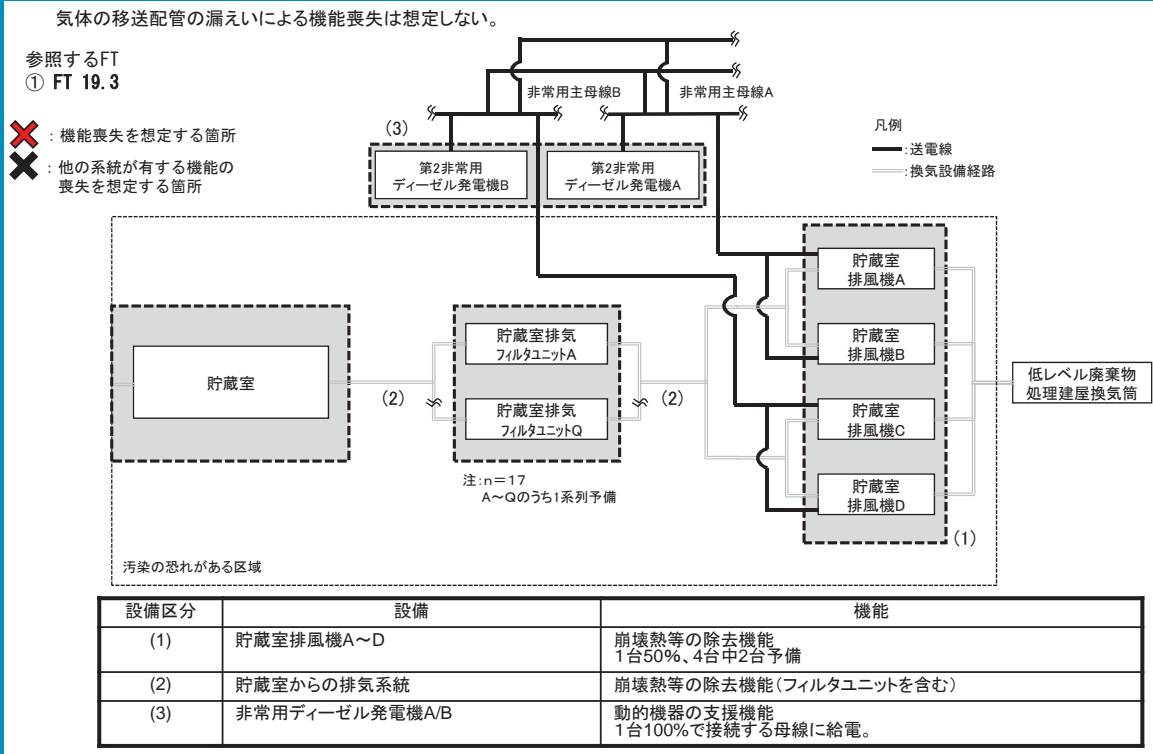 気体の移送配管の漏えいによる機能喪失は想定しない。
参照するFT
① FT 19.3
：機能喪失を想定する箇所
：他の系統が有する機能の
喪失を想定する箇所
非常用主母線B
非常用主母線A
(3)
第2非常用
ディーゼル発電機B
第2非常用
ディーゼル発電機A
凡例
:送電線
:換気設備経路
貯蔵室
(2)
貯蔵室排気
フィルタユニットA
貯蔵室排気
フィルタユニットQ
(2)
注:n＝17
A～Qのうち1系列予備
貯蔵室
排風機A
貯蔵室
排風機B
貯蔵室
排風機C
貯蔵室
排風機D
(1)
低レベル廃棄物
処理建屋換気筒
汚染の恐れがある区域
設備区分 設備 機能
(1) 貯蔵室排風機A～D 崩壊熱等の除去機能
1台50%、4台中2台予備
(2) 貯蔵室からの排気系統 崩壊熱等の除去機能(フィルタユニットを含む)
(3) 非常用ディーゼル発電機A/B 動的機器の支援機能
1台100%で接続する母線に給電。